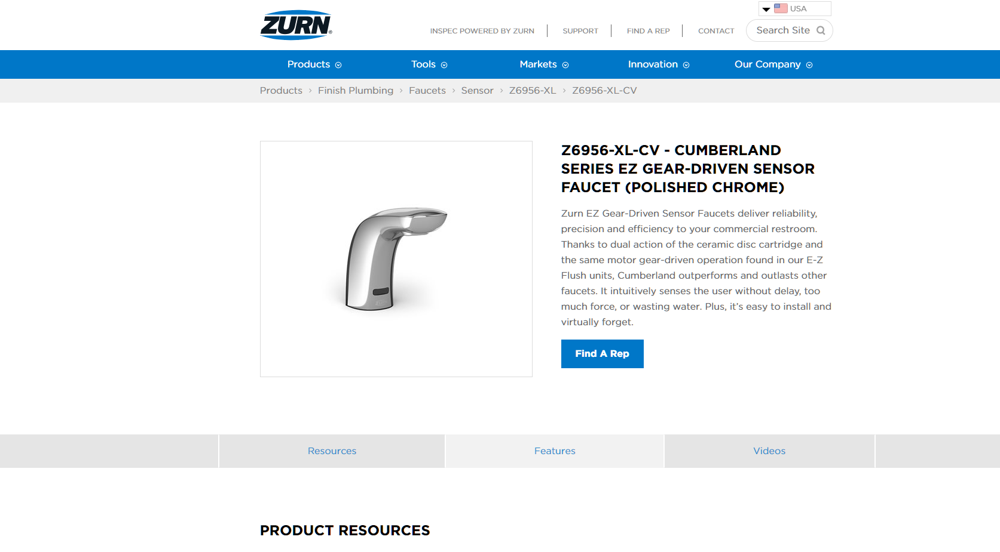 USA
ZURN®
INSPEC POWERED BY ZURN
SUPPORT
FIND A REP
CONTACT
Search Site
Products
Tools
Markets
Innovation
Our Company
Products › Finish Plumbing › Faucets › Sensor › Z6956-XL › Z6956-XL-CV
Z6956-XL-CV - CUMBERLAND
SERIES EZ GEAR-DRIVEN SENSOR
FAUCET (POLISHED CHROME)
Zurn EZ Gear-Driven Sensor Faucets deliver reliability,
precision and efficiency to your commercial restroom.
Thanks to dual action of the ceramic disc cartridge and
the same motor gear-driven operation found in our E-Z
Flush units, Cumberland outperforms and outlasts other
faucets. It intuitively senses the user without delay, too
much force, or wasting water. Plus, it’s easy to install and
virtually forget.
Find A Rep
Resources
Features
Videos
PRODUCT RESOURCES